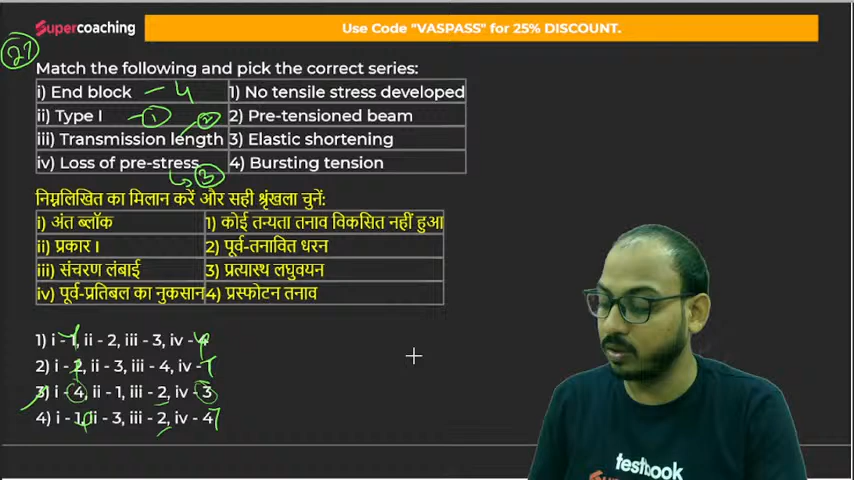 Supercoaching
Use Code "VASPASS" for 25% DISCOUNT.
27
Match the following and pick the correct series:
i) End block - 4 1) No tensile stress developed
ii) Type I - 1 2) Pre-tensioned beam
iii) Transmission length 2 3) Elastic shortening
iv) Loss of pre-stress 3 4) Bursting tension
निम्नलिखित का मिलान करें और सही श्रृंखला चुनें:
i) अंत ब्लॉक 1) कोई तन्यता तनाव विकसित नहीं हुआ
ii) प्रकार I 2) पूर्व-तनावित धरन
iii) संचरण लंबाई 3) प्रत्यास्थ लघुवयन
iv) पूर्व-प्रतिबल का नुकसान 4) प्रस्फोटन तनाव
1) i - 1, ii - 2, iii - 3, iv - 4
2) i - 2, ii - 3, iii - 4, iv - 1
3) i - 4, ii - 1, iii - 2, iv - 3
4) i - 1, ii - 3, iii - 2, iv - 4
testbook